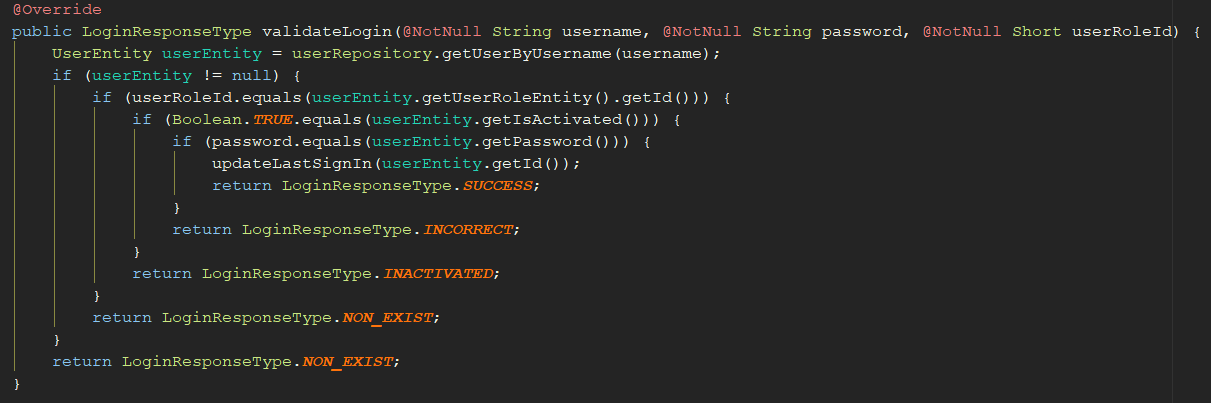 @Override
public LoginResponseType validateLogin(@NotNull String username, @NotNull String password, @NotNull Short userRoleId) {
    UserEntity userEntity = userRepository.getUserByUsername(username);
    if (userEntity != null) {
        if (userRoleId.equals(userEntity.getUserRoleEntity().getId())) {
            if (Boolean.TRUE.equals(userEntity.getIsActivated())) {
                if (password.equals(userEntity.getPassword())) {
                    updateLastSignIn(userEntity.getId());
                    return LoginResponseType.SUCCESS;
                }
                return LoginResponseType.INCORRECT;
            }
            return LoginResponseType.INACTIVATED;
        }
        return LoginResponseType.NON_EXIST;
    }
    return LoginResponseType.NON_EXIST;
}